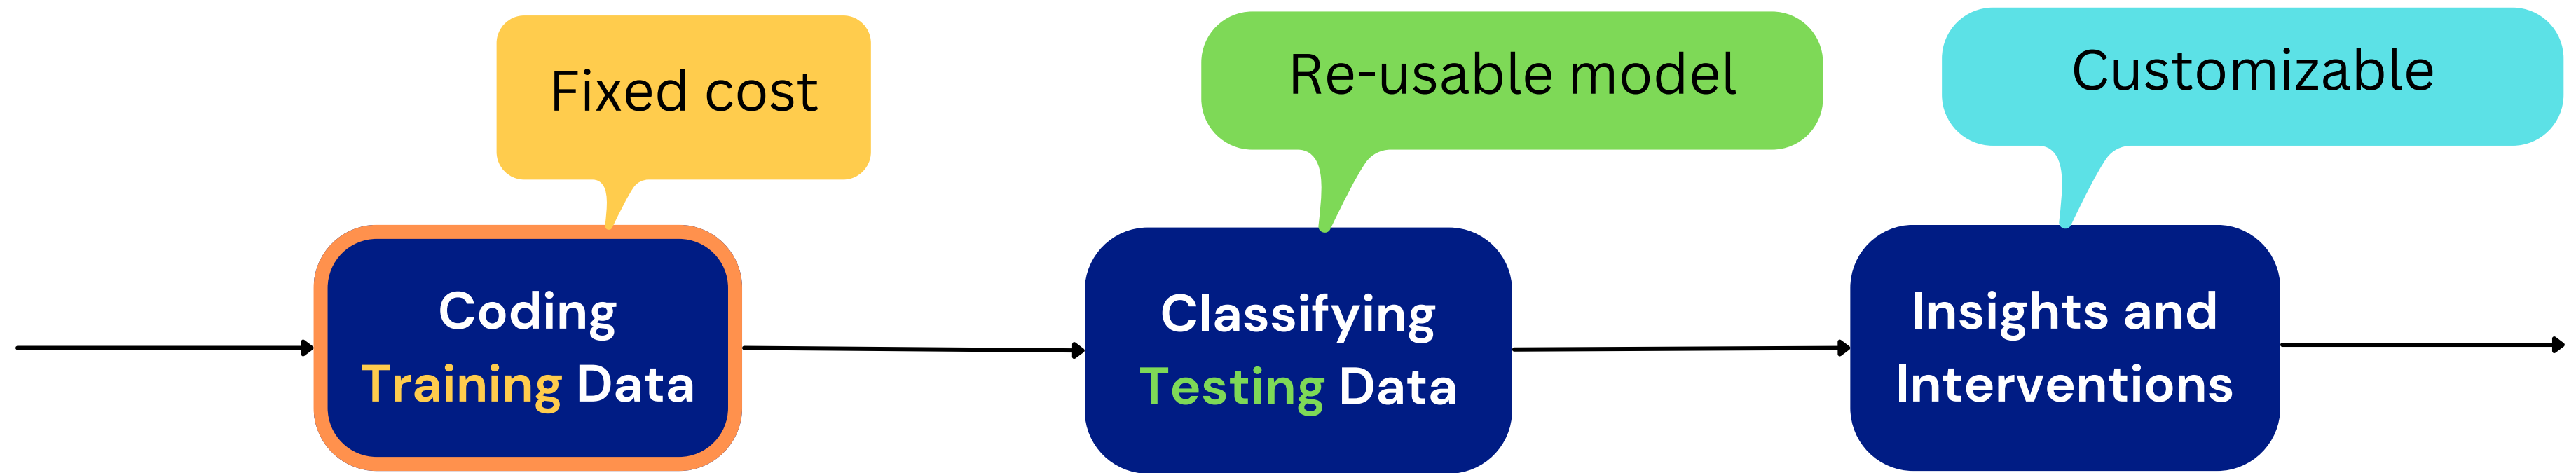 Fixed cost
Re-usable model
Customizable
Coding
Training Data
Classifying
Testing Data
Insights and
Interventions